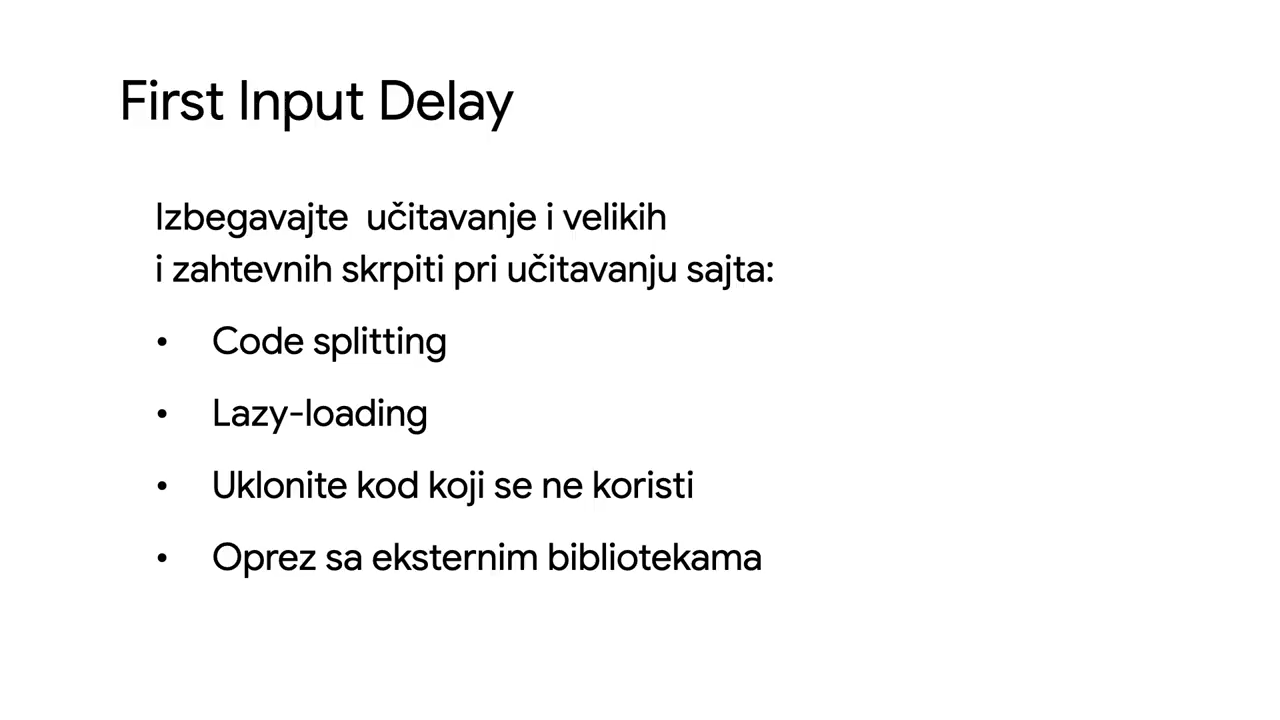 First Input Delay
Izbegavajte  učitavanje i velikih
i zahtevnih skrpiti pri učitavanju sajta:
• Code splitting
• Lazy-loading
• Uklonite kod koji se ne koristi
• Oprez sa eksternim bibliotekama